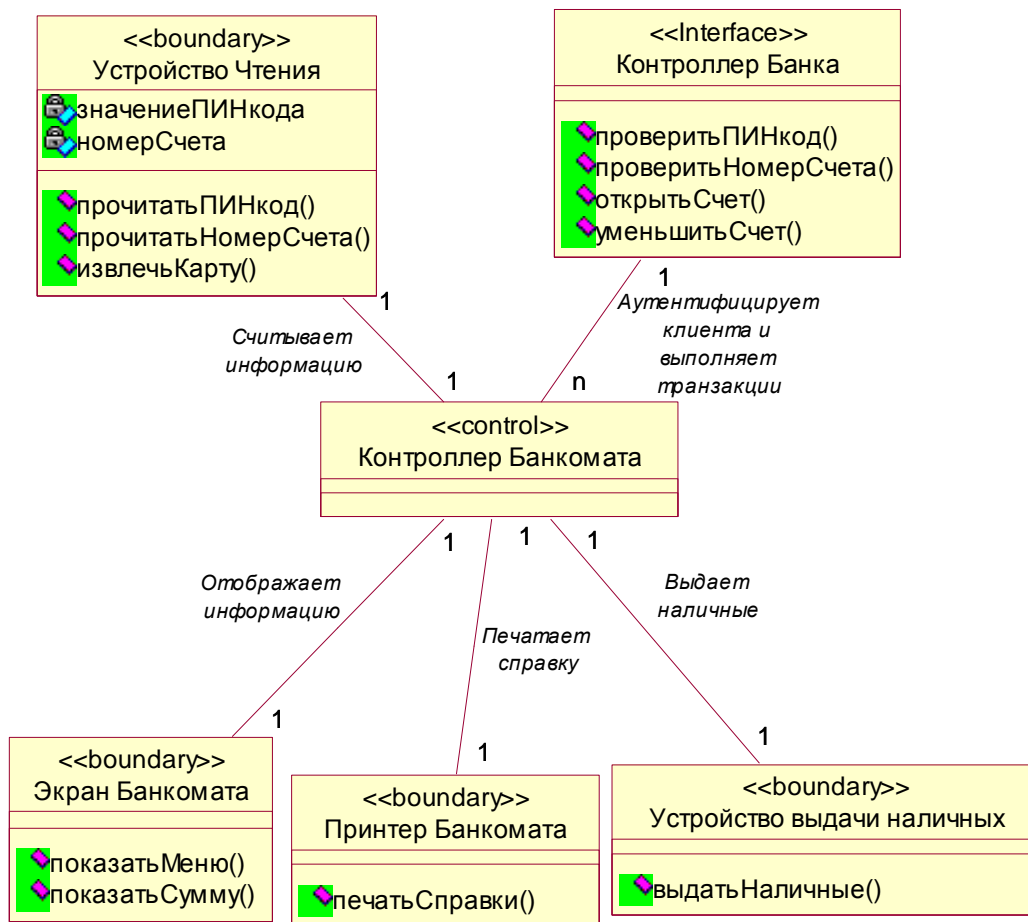 <<boundary>>
Устройство Чтения
значениеПИНкода
номерСчета
прочитатьПИНкод()
прочитатьНомерСчета()
извлечьКарту()
<<Interface>>
Контроллер Банка
проверитьПИНкод()
проверитьНомерСчета()
открытьСчет()
уменьшитьСчет()
1
1
Считывает
информацию
Аутентифицирует
клиента и
выполняет
транзакции
1
n
<<control>>
Контроллер Банкомата
1
1
1
Отображает
информацию
Печатает
справку
Выдает
наличные
1
1
1
<<boundary>>
Экран Банкомата
показатьМеню()
показатьСумму()
<<boundary>>
Принтер Банкомата
печатьСправки()
<<boundary>>
Устройство выдачи наличных
выдатьНаличные()